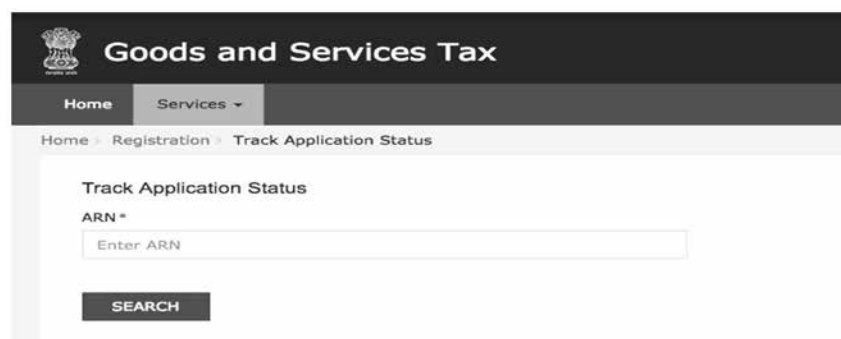 Goods and Services Tax
Home Services
Home > Registration > Track Application Status
Track Application Status
ARN*
Enter ARN
SEARCH